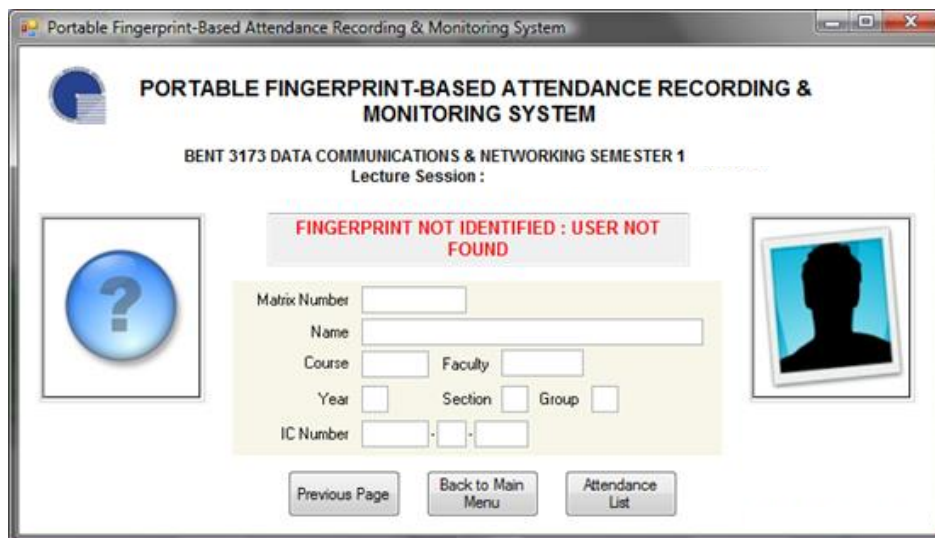 Portable Fingerprint-Based Attendance Recording & Monitoring System
PORTABLE FINGERPRINT-BASED ATTENDANCE RECORDING &
MONITORING SYSTEM
BENT 3173 DATA COMMUNICATIONS & NETWORKING SEMESTER 1
Lecture Session :
FINGERPRINT NOT IDENTIFIED : USER NOT
FOUND
?
Matrix Number
Name
Course Faculty
Year Section Group
IC Number - -
Previous Page
Back to Main
Menu
Attendance
List